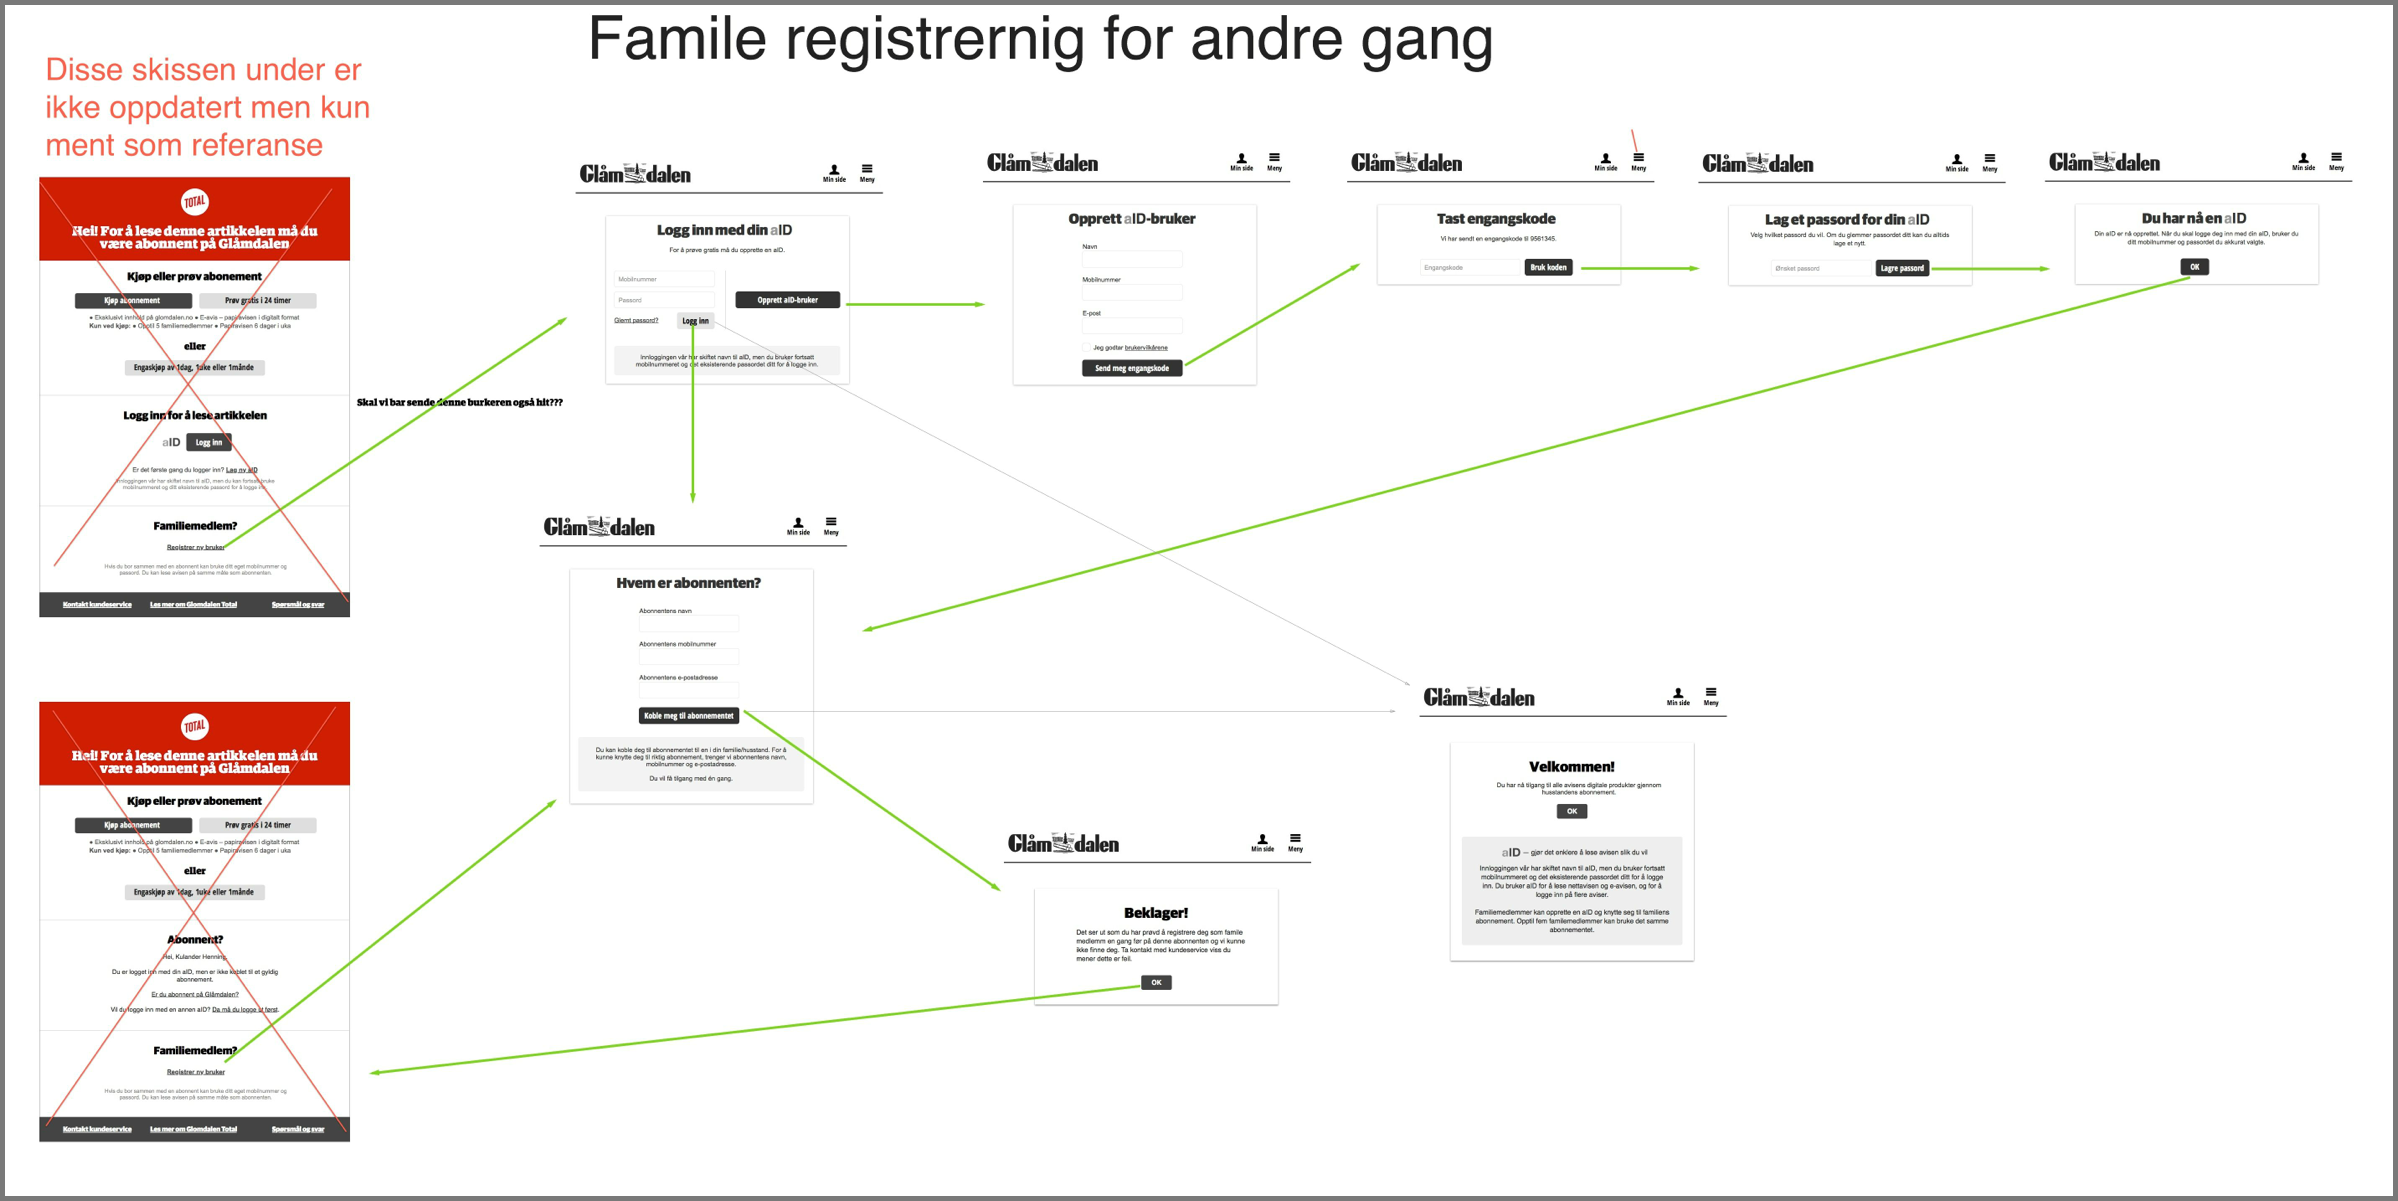 Famile registrernig for andre gang
Disse skissen under er
ikke oppdatert men kun
ment som referanse
TOTAL
Hei! For å lese denne artikkelen må du
være abonnent på Glåmdalen
Kjøp eller prøv abonement
Kjøp abonnement
Prøv gratis i 24 timer
● Eksklusivt innhold på glomdalen.no ● E-avis – papiravisen i digitalt format
Kun ved kjøp: ● Opptil 5 familiemedlemmer ● Papiravisen 6 dager i uka
eller
Engaskjøp av 1dag, 1uke eller 1månde
Logg inn for å lese artikkelen
aID
Logg inn
Er det første gang du logger inn? Lag ny aID
Innloggingen vår har skiftet navn til aID, men du kan fortsatt bruke
mobilnummeret og ditt eksisterende passord for å logge inn.
Familiemedlem?
Registrer ny bruker
Hvis du bor sammen med en abonnent kan bruke ditt eget mobilnummer og
passord. Du kan lese avisen på samme måte som abonnenten.
Kontakt kundeservice
Les mer om Glomdalen Total
Spørsmål og svar
Skal vi bar sende denne burkeren også hit???
Glåmdalen
Min side
Meny
Logg inn med din aID
For å prøve gratis må du opprette en aID.
Mobilnummer
Passord
Glemt passord?
Logg inn
Opprett aID-bruker
Innloggingen vår har skiftet navn til aID, men du bruker fortsatt
mobilnummeret og det eksisterende passordet ditt for å logge inn.
Glåmdalen
Min side
Meny
Opprett aID-bruker
Navn
Mobilnummer
E-post
Jeg godtar brukervilkårene
Send meg engangskode
Glåmdalen
Min side
Meny
Tast engangskode
Vi har sendt en engangskode til 9561345.
Engangskode
Bruk koden
Glåmdalen
Min side
Meny
Lag et passord for din aID
Velg hvilket passord du vil. Om du glemmer passordet ditt kan du alltids
lage et nytt.
Ønsket passord
Lagre passord
Glåmdalen
Min side
Meny
Du har nå en aID
Din aID er nå opprettet. Når du skal logge deg inn med din aID, bruker du
ditt mobilnummer og passordet du akkurat valgte.
OK
Glåmdalen
Min side
Meny
Hvem er abonnenten?
Abonnentens navn
Abonnentens mobilnummer
Abonnentens e-postadresse
Koble meg til abonnementet
Du kan koble deg til abonnementet til en i din familie/husstand. For å
kunne knytte deg til riktig abonnement, trenger vi abonnentens navn,
mobilnummer og e-postadresse.
Du vil få tilgang med én gang.
Glåmdalen
Min side
Meny
Velkommen!
Du har nå tilgang til alle avisens digitale produkter gjennom
husstandens abonnement.
OK
aID – gjør det enklere å lese avisen slik du vil
Innloggingen vår har skiftet navn til aID, men du bruker fortsatt
mobilnummeret og det eksisterende passordet ditt for å logge
inn. Du bruker aID for å lese nettavisen og e-avisen, og for å
logge inn på flere aviser.
Familiemedlemmer kan opprette en aID og knytte seg til familiens
abonnement. Opptil fem familemedlemmer kan bruke det samme
abonnementet.
Glåmdalen
Min side
Meny
Beklager!
Det ser ut som du har prøvd å registrere deg som famile
medlemm en gang før på denne abonnenten og vi kunne
ikke finne deg. Ta kontakt med kundeservice viss du
mener dette er feil.
OK
TOTAL
Hei! For å lese denne artikkelen må du
være abonnent på Glåmdalen
Kjøp eller prøv abonement
Kjøp abonnement
Prøv gratis i 24 timer
● Eksklusivt innhold på glomdalen.no ● E-avis – papiravisen i digitalt format
Kun ved kjøp: ● Opptil 5 familiemedlemmer ● Papiravisen 6 dager i uka
eller
Engaskjøp av 1dag, 1uke eller 1månde
Abonnent?
Hei, Kulander Henning.
Du er logget inn med din aID, men er ikke koblet til et gyldig
abonnement.
Er du abonnent på Glåmdalen?
Vil du logge inn med en annen aID? Da må du logge ut først.
Familiemedlem?
Registrer ny bruker
Hvis du bor sammen med en abonnent kan bruke ditt eget mobilnummer og
passord. Du kan lese avisen på samme måte som abonnenten.
Kontakt kundeservice
Les mer om Glomdalen Total
Spørsmål og svar